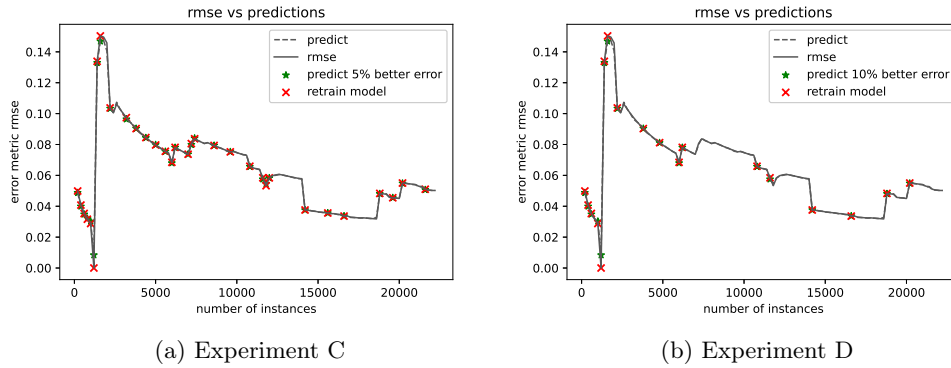 rmse vs predictions
predict
rmse
predict 5% better error
retrain model
error metric rmse
0.14
0.12
0.10
0.08
0.06
0.04
0.02
0.00
0
5000
10000
15000
20000
number of instances
(a) Experiment C
rmse vs predictions
predict
rmse
predict 10% better error
retrain model
error metric rmse
0.14
0.12
0.10
0.08
0.06
0.04
0.02
0.00
0
5000
10000
15000
20000
number of instances
(b) Experiment D